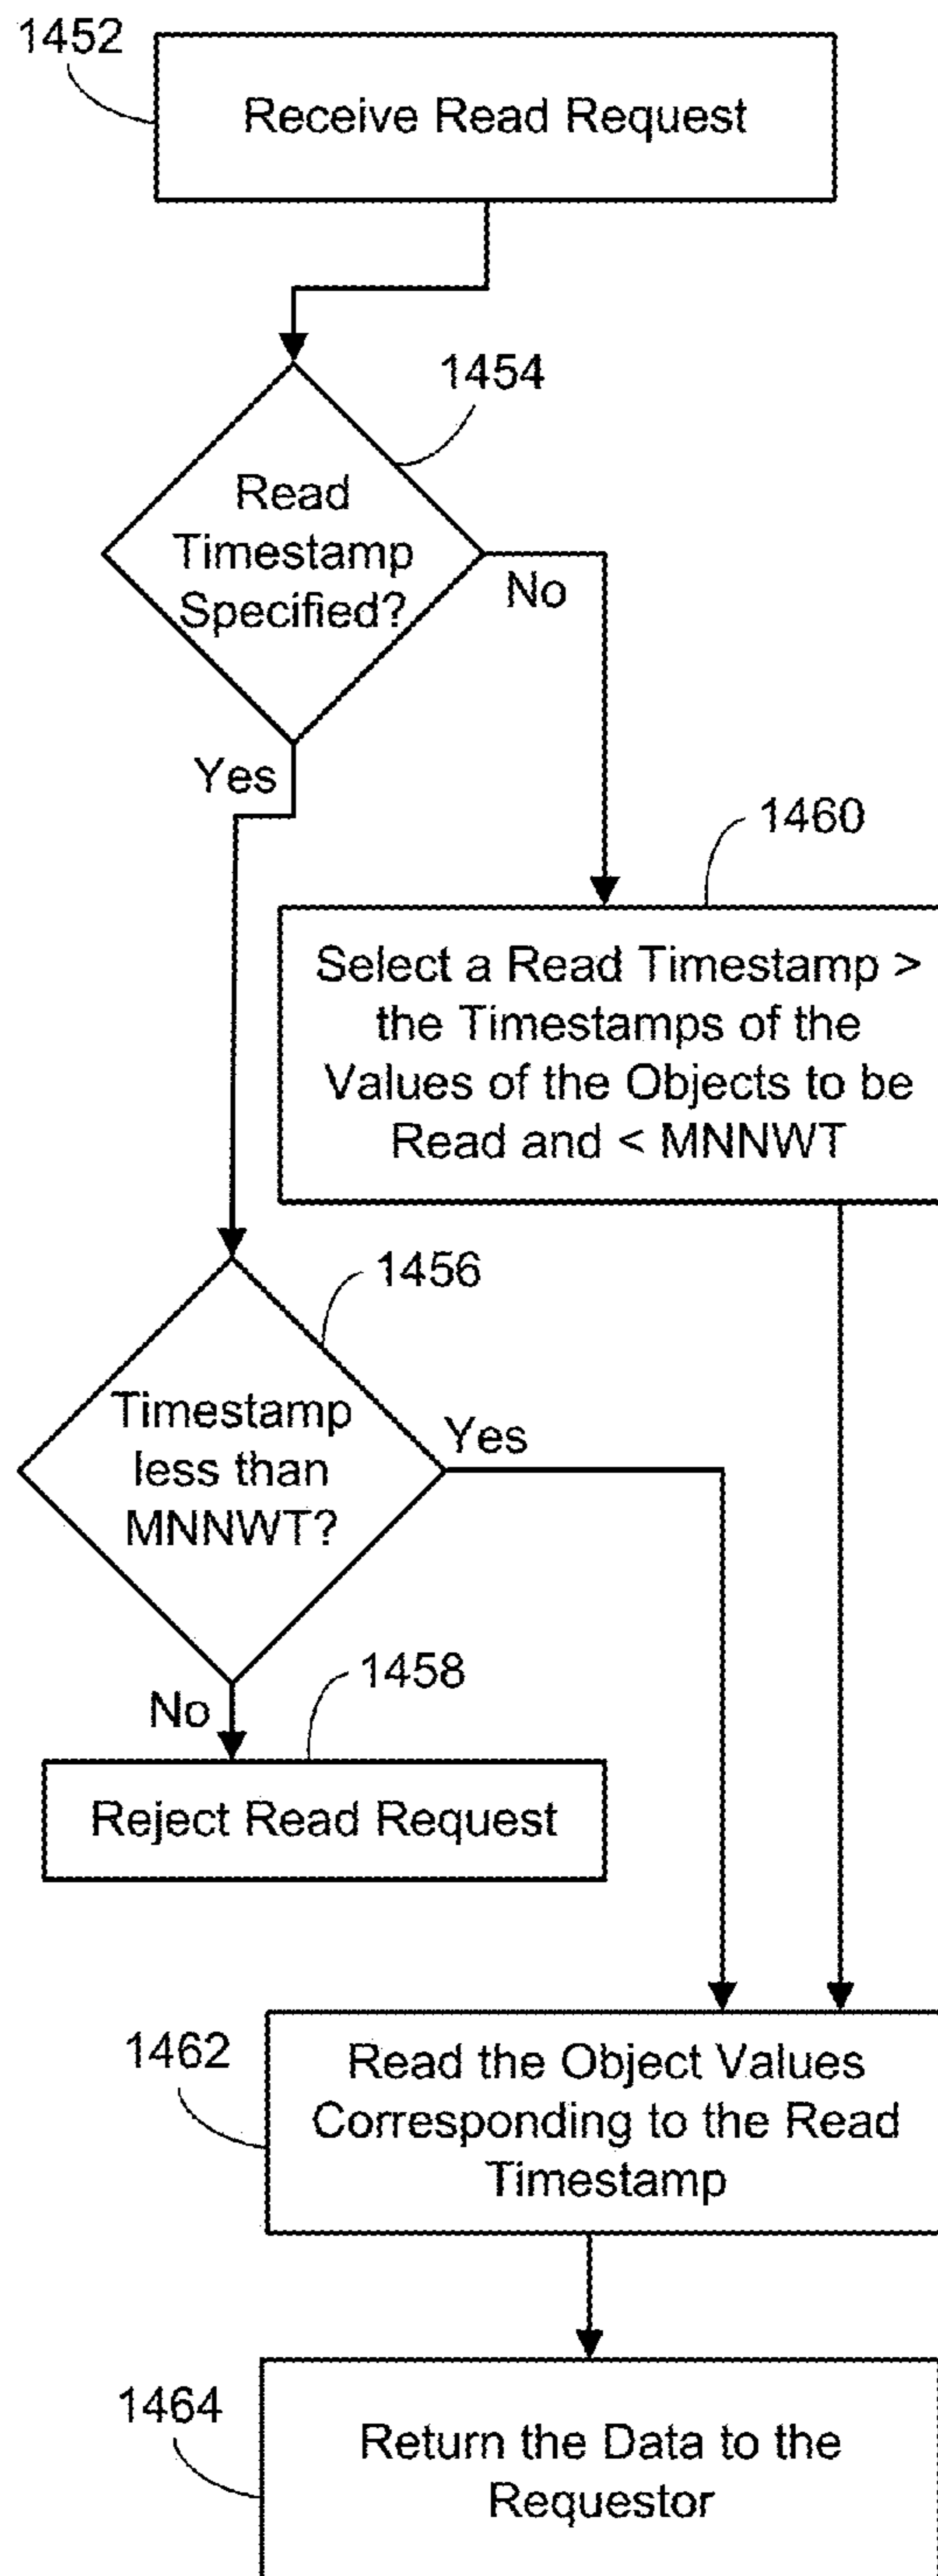 1452
Receive Read Request
1454
Read
Timestamp
Specified?
No
Yes
1460
Select a Read Timestamp >
the Timestamps of the
Values of the Objects to be
Read and < MNNWT
1456
Timestamp
less than
MNNWT?
Yes
No
1458
Reject Read Request
1462
Read the Object Values
Corresponding to the Read
Timestamp
1464
Return the Data to the
Requestor